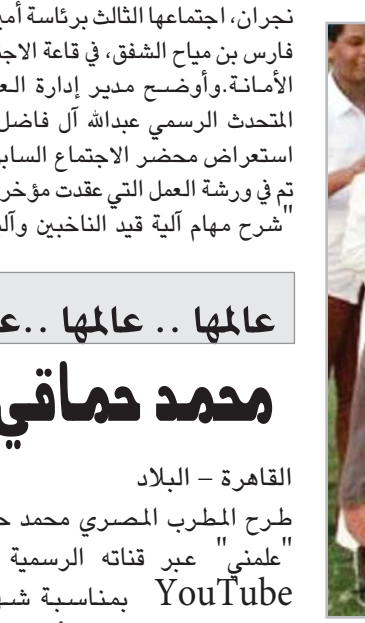 نجران، اجتماعها الثالث برئاسة أمي
فارس بن مياح الشفق، في قاعة الاجت
الأمانة.وأوضح مدير إدارة الع
المتحدث الرسمي عبدالله آل فاضل
استعراض محضر الاجتماع الساب
تم في ورشة العمل التي عقدت مؤخر
"شرح مهام آلية قيد الناخبين وآل
عالمها .. عالمها ..ع
محمد حماقي
القاهرة – البلاد
طرح المطرب المصري محمد ح
"علمني" عبر قناته الرسمية
YouTube بمناسبة شه